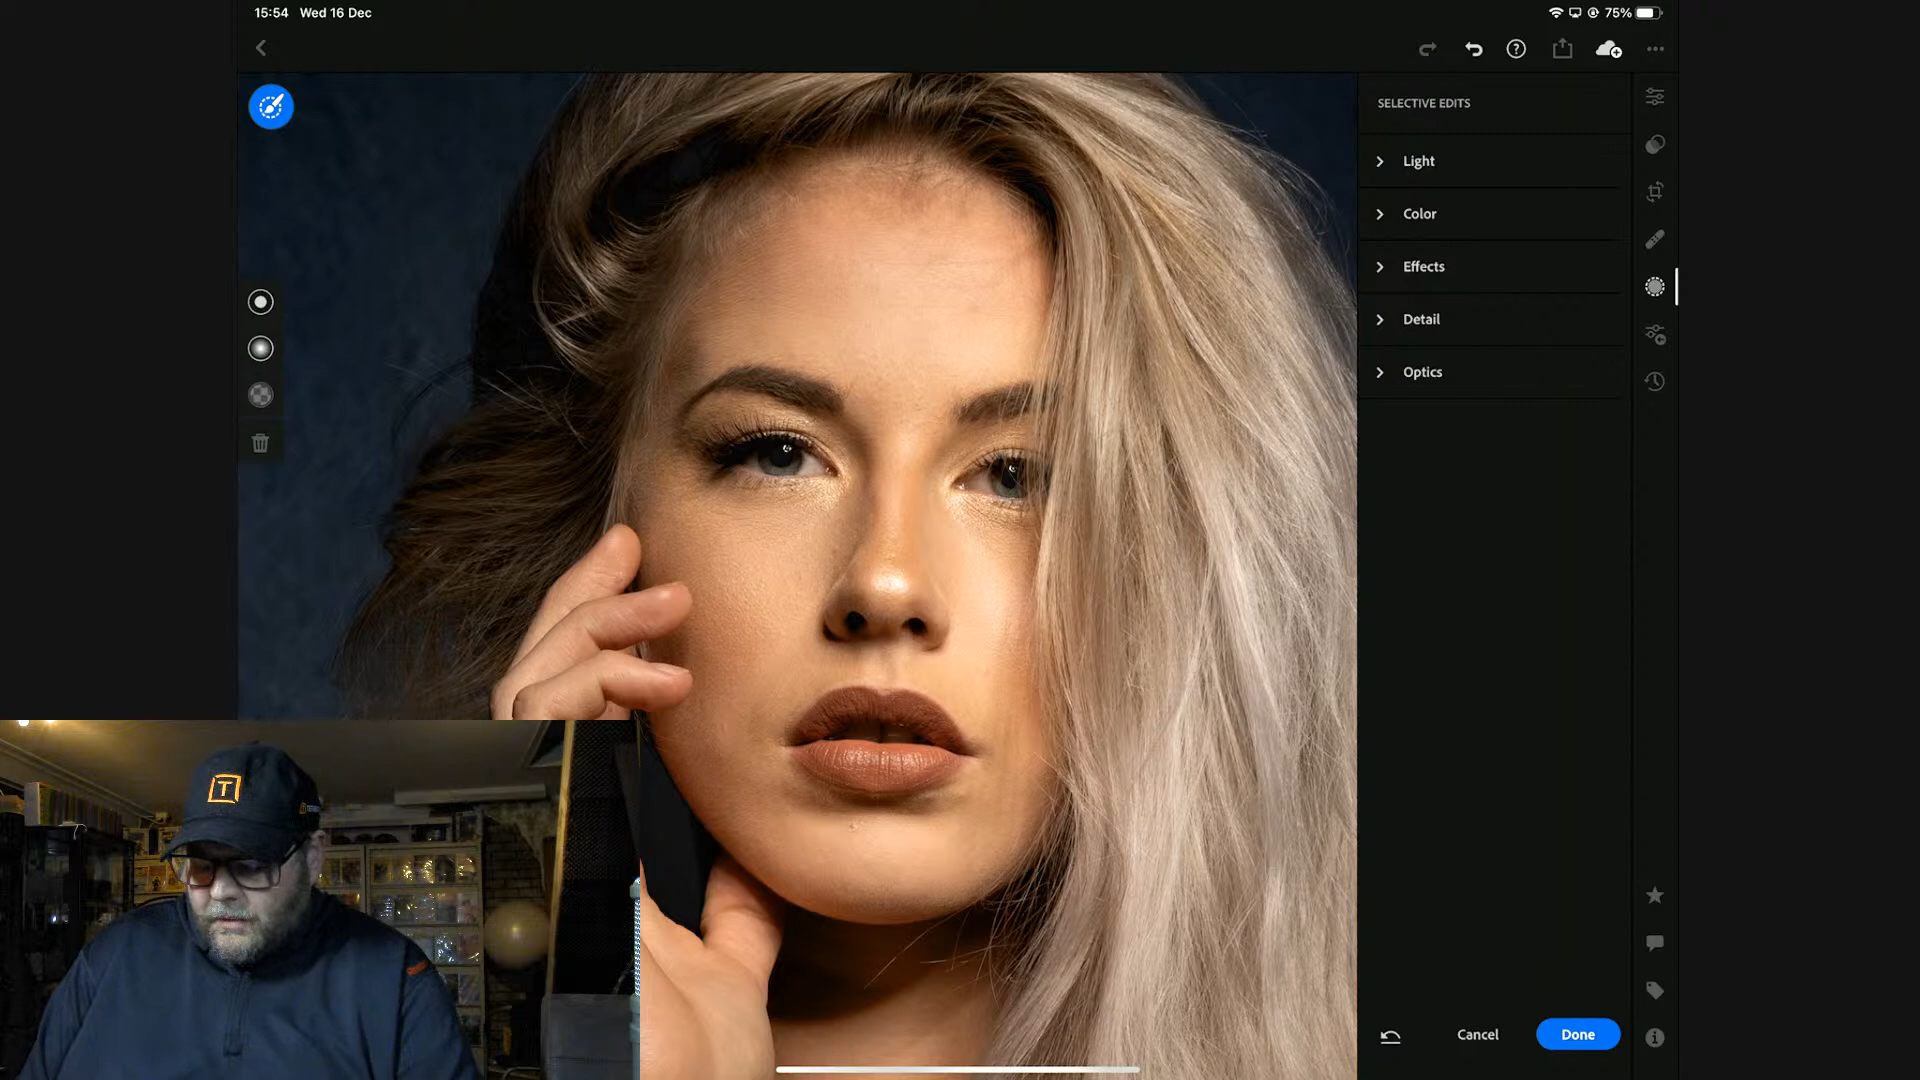 15:54 Wed 16 Dec
75%
SELECTIVE EDITS
Light
Color
Effects
Detail
Optics
T
Cancel
Done